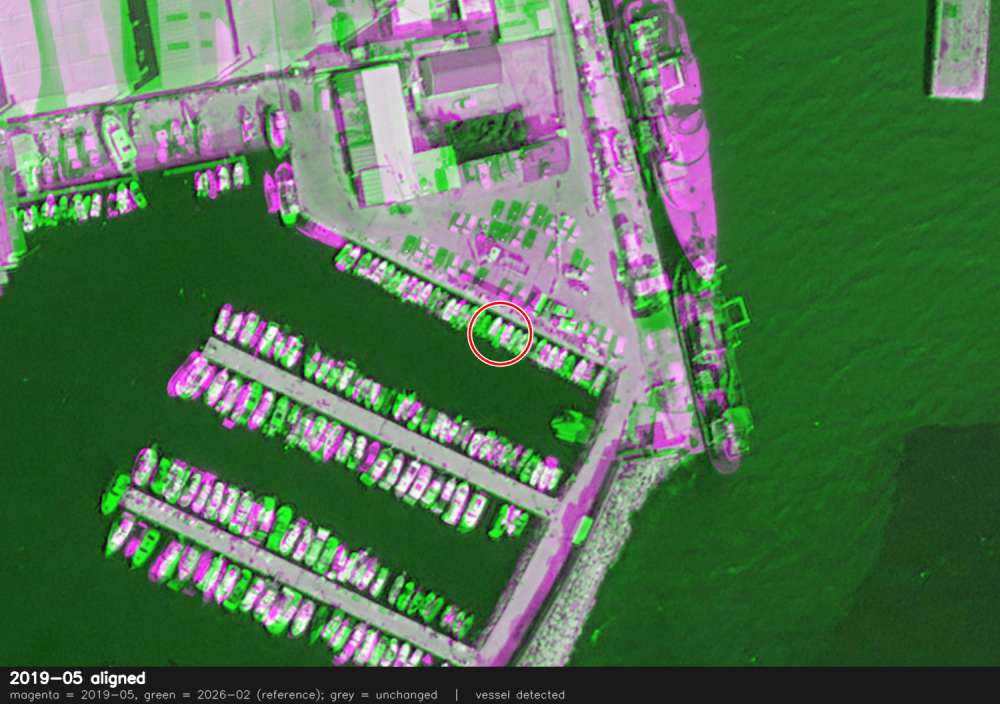 2019-05 aligned
magenta = 2019-05, green = 2026-02 (reference); grey = unchanged | vessel detected